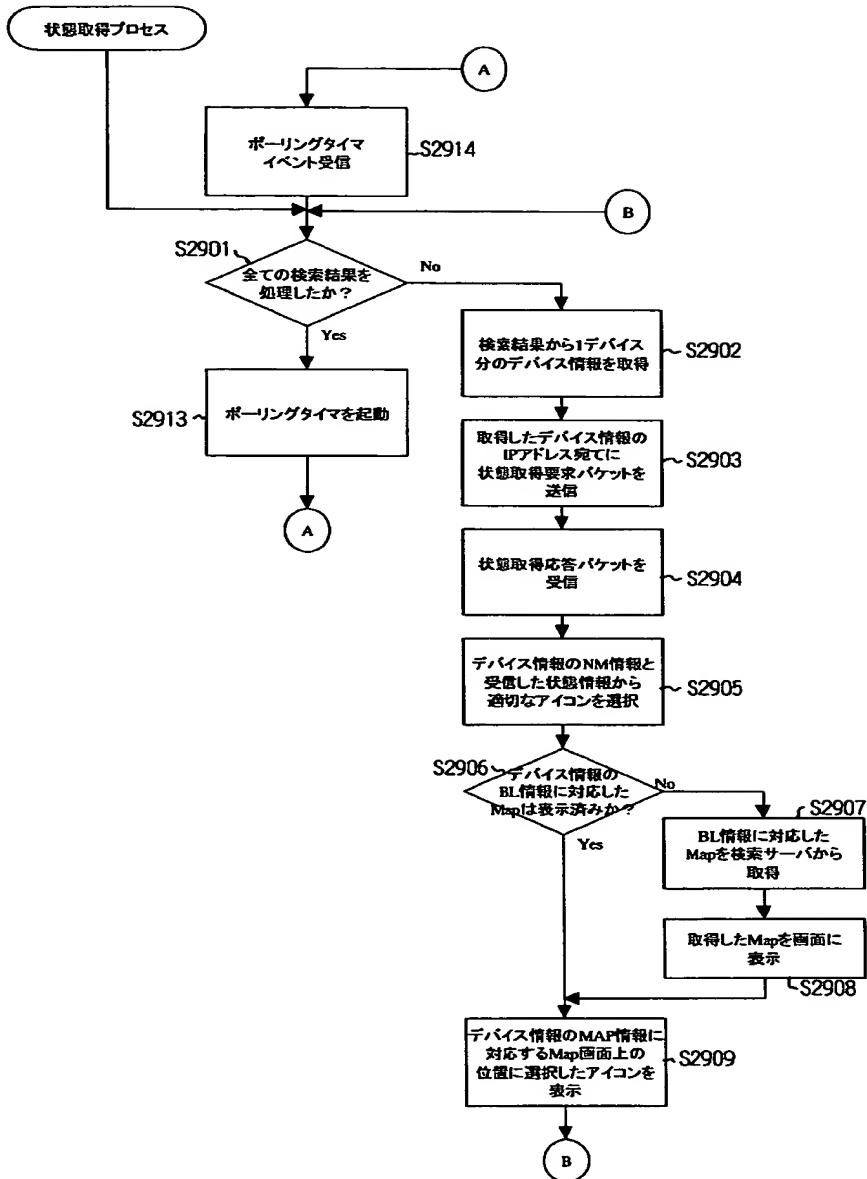 状態取得プロセス
A
ポーリングタイマ
イベント受信
S2914
B
S2901
全ての検索結果を
処理したか？
No
Yes
検索結果から1デバイス
分のデバイス情報を取得
S2902
S2913
ポーリングタイマを起動
取得したデバイス情報の
IPアドレス宛てに
状態取得要求パケットを
送信
S2903
A
状態取得応答パケットを
受信
S2904
デバイス情報のNM情報と
受信した状態情報から
適切なアイコンを選択
S2905
S2906
デバイス情報の
BL情報に対応した
Mapは表示済みか？
No
Yes
S2907
BL情報に対応した
Mapを検索サーバから
取得
取得したMapを画面に
表示
S2908
デバイス情報のMAP情報に
対応するMap画面上の
位置に選択したアイコンを
表示
S2909
B